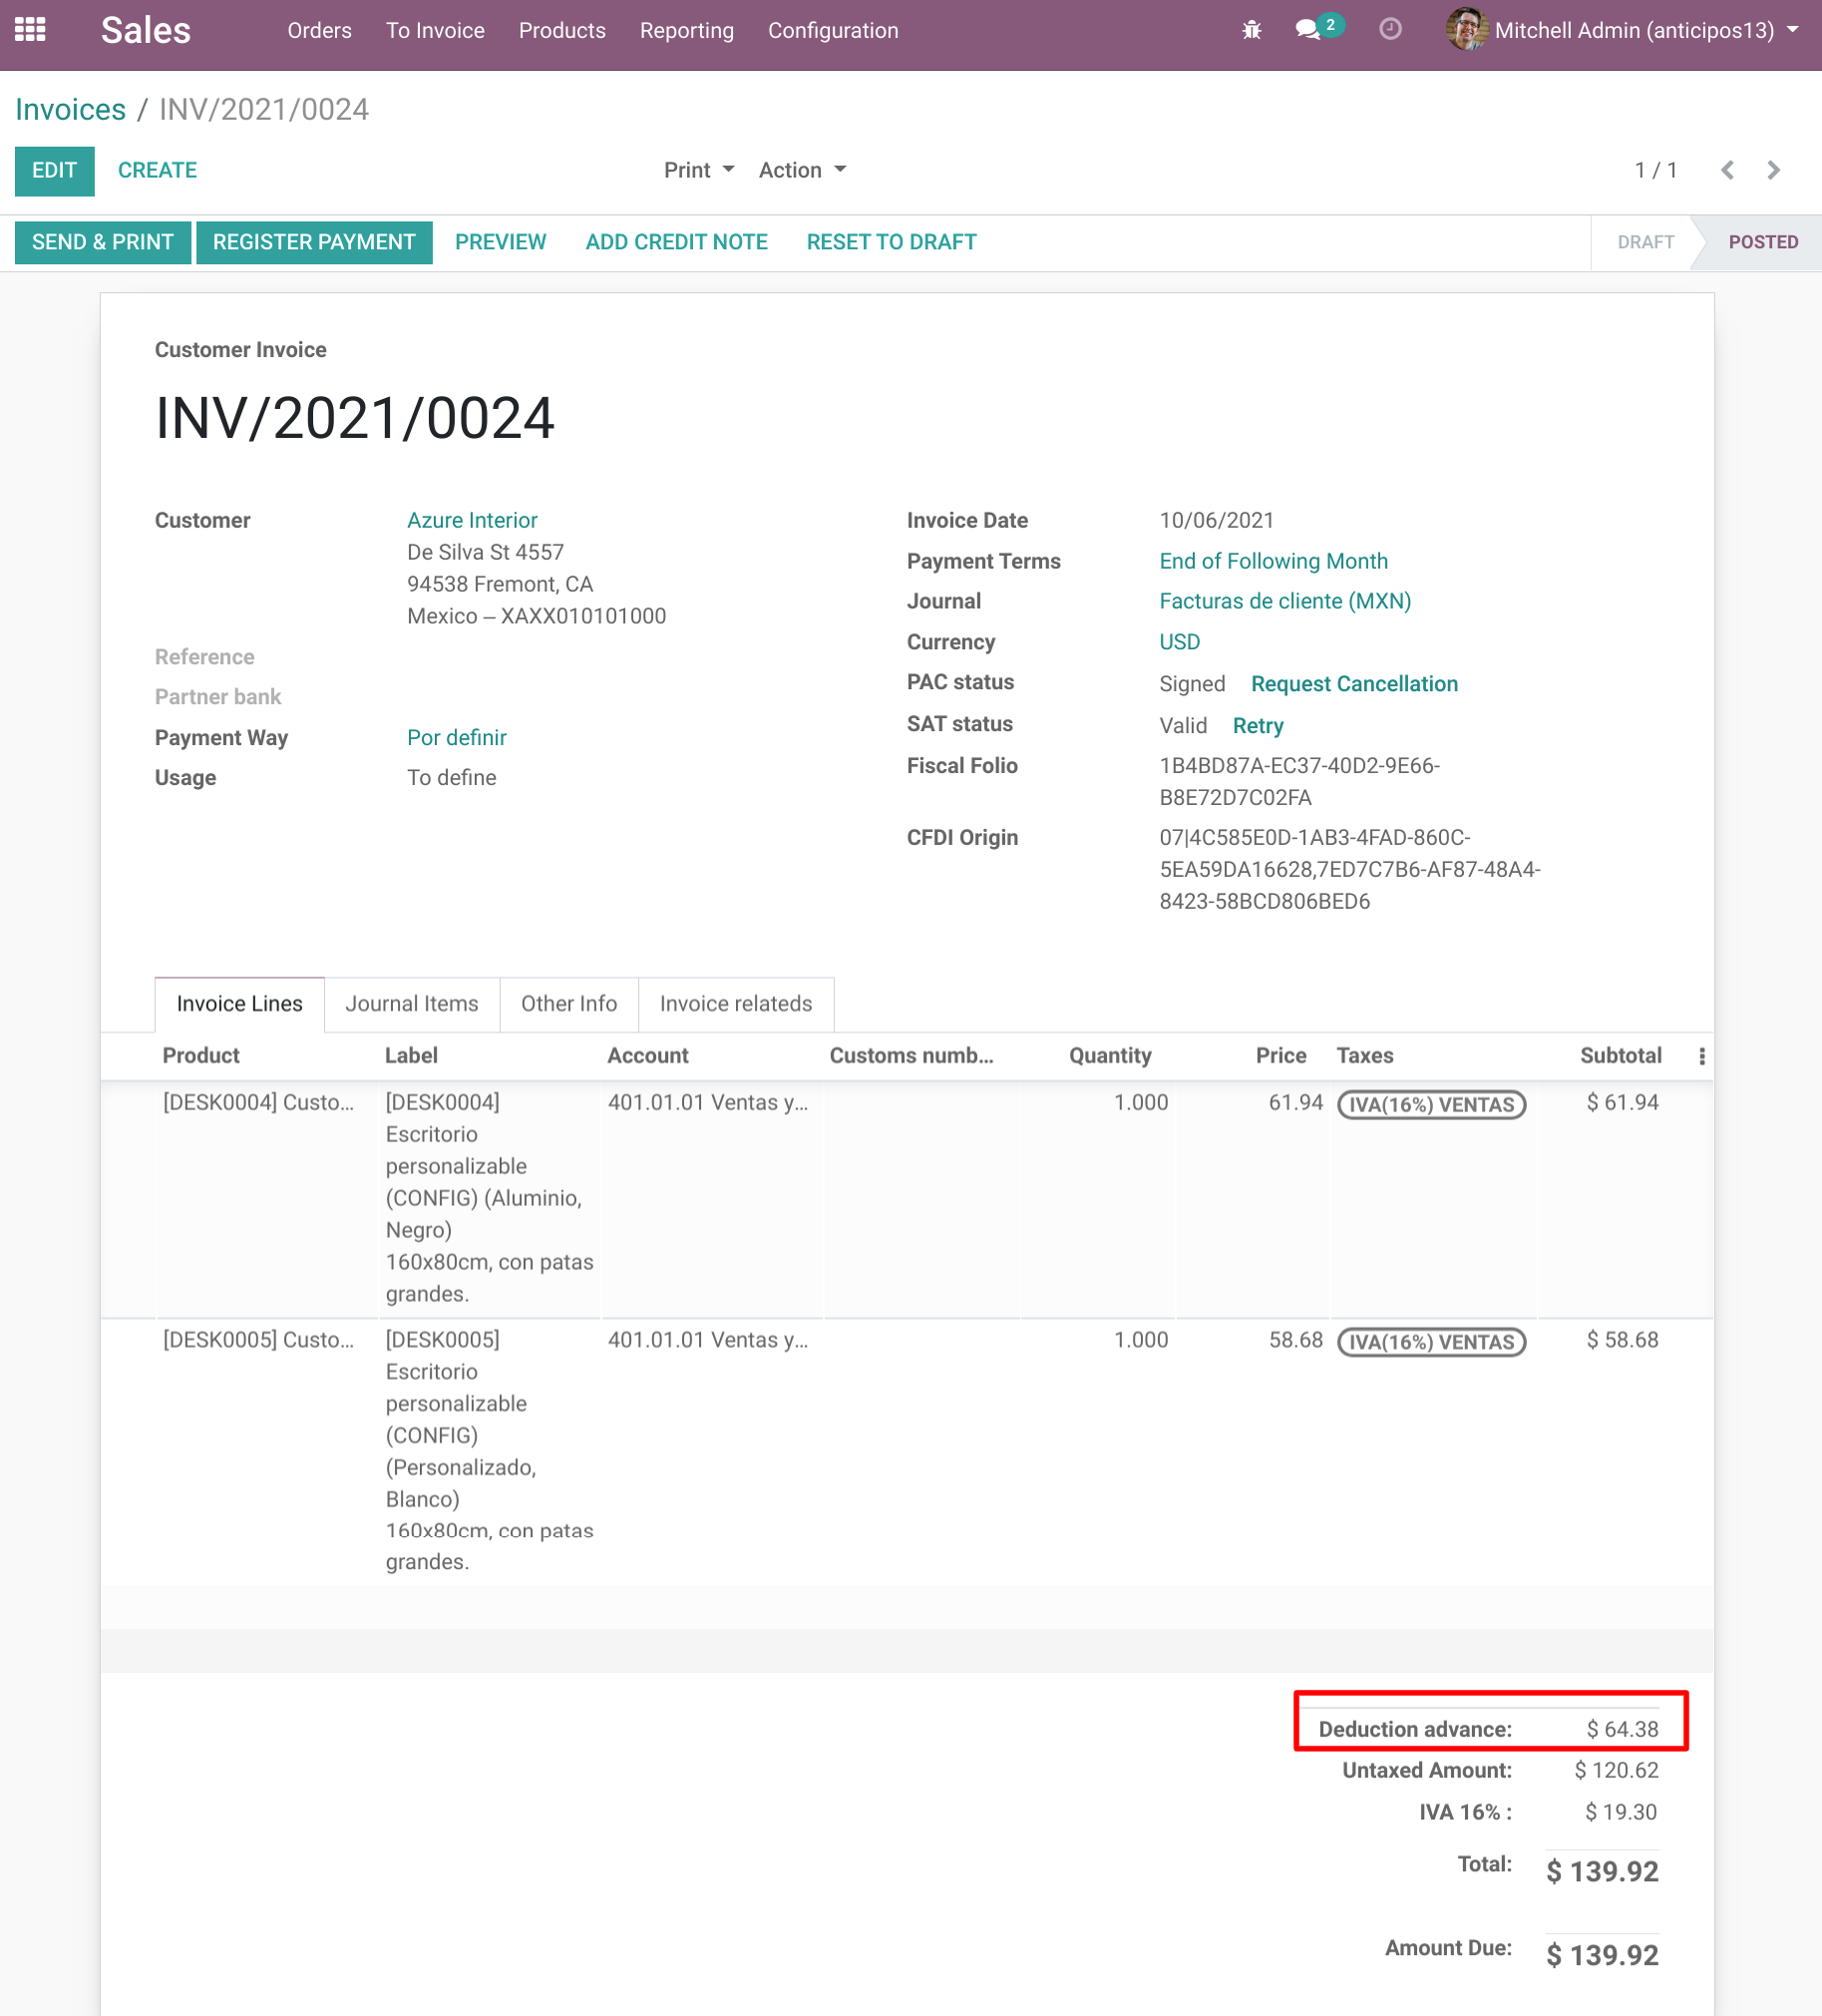 Sales Orders To Invoice Products Reporting Configuration 2 Mitchell Admin (anticipos13)
Invoices / INV/2021/0024
EDIT CREATE Print Action 1 / 1
SEND & PRINT REGISTER PAYMENT PREVIEW ADD CREDIT NOTE RESET TO DRAFT DRAFT POSTED
Customer Invoice
INV/2021/0024
Customer Azure Interior
De Silva St 4557
94538 Fremont, CA
Mexico – XAXX010101000
Reference
Partner bank
Payment Way Por definir
Usage To define
Invoice Date 10/06/2021
Payment Terms End of Following Month
Journal Facturas de cliente (MXN)
Currency USD
PAC status Signed Request Cancellation
SAT status Valid Retry
Fiscal Folio 1B4BD87A-EC37-40D2-9E66-
B8E72D7C02FA
CFDI Origin 07|4C585E0D-1AB3-4FAD-860C-
5EA59DA16628,7ED7C7B6-AF87-48A4-
8423-58BCD806BED6
Invoice Lines Journal Items Other Info Invoice relateds
Product Label Account Customs numb... Quantity Price Taxes Subtotal
[DESK0004] Custo... [DESK0004] 401.01.01 Ventas y... 1.000 61.94 IVA(16%) VENTAS $ 61.94
Escritorio
personalizable
(CONFIG) (Aluminio,
Negro)
160x80cm, con patas
grandes.
[DESK0005] Custo... [DESK0005] 401.01.01 Ventas y... 1.000 58.68 IVA(16%) VENTAS $ 58.68
Escritorio
personalizable
(CONFIG)
(Personalizado,
Blanco)
160x80cm, con patas
grandes.
Deduction advance: $ 64.38
Untaxed Amount: $ 120.62
IVA 16% : $ 19.30
Total: $ 139.92
Amount Due: $ 139.92